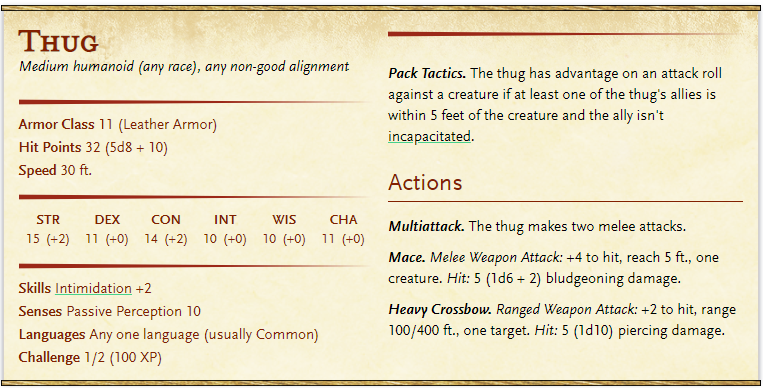 Thug
Medium humanoid (any race), any non-good alignment
Armor Class 11 (Leather Armor)
Hit Points 32 (5d8 + 10)
Speed 30 ft.
STR DEX CON INT WIS CHA
15 (+2) 11 (+0) 14 (+2) 10 (+0) 10 (+0) 11 (+0)
Skills Intimidation +2
Senses Passive Perception 10
Languages Any one language (usually Common)
Challenge 1/2 (100 XP)
Pack Tactics. The thug has advantage on an attack roll
against a creature if at least one of the thug's allies is
within 5 feet of the creature and the ally isn't
incapacitated.
Actions
Multiattack. The thug makes two melee attacks.
Mace. Melee Weapon Attack: +4 to hit, reach 5 ft., one
creature. Hit: 5 (1d6 + 2) bludgeoning damage.
Heavy Crossbow. Ranged Weapon Attack: +2 to hit, range
100/400 ft., one target. Hit: 5 (1d10) piercing damage.